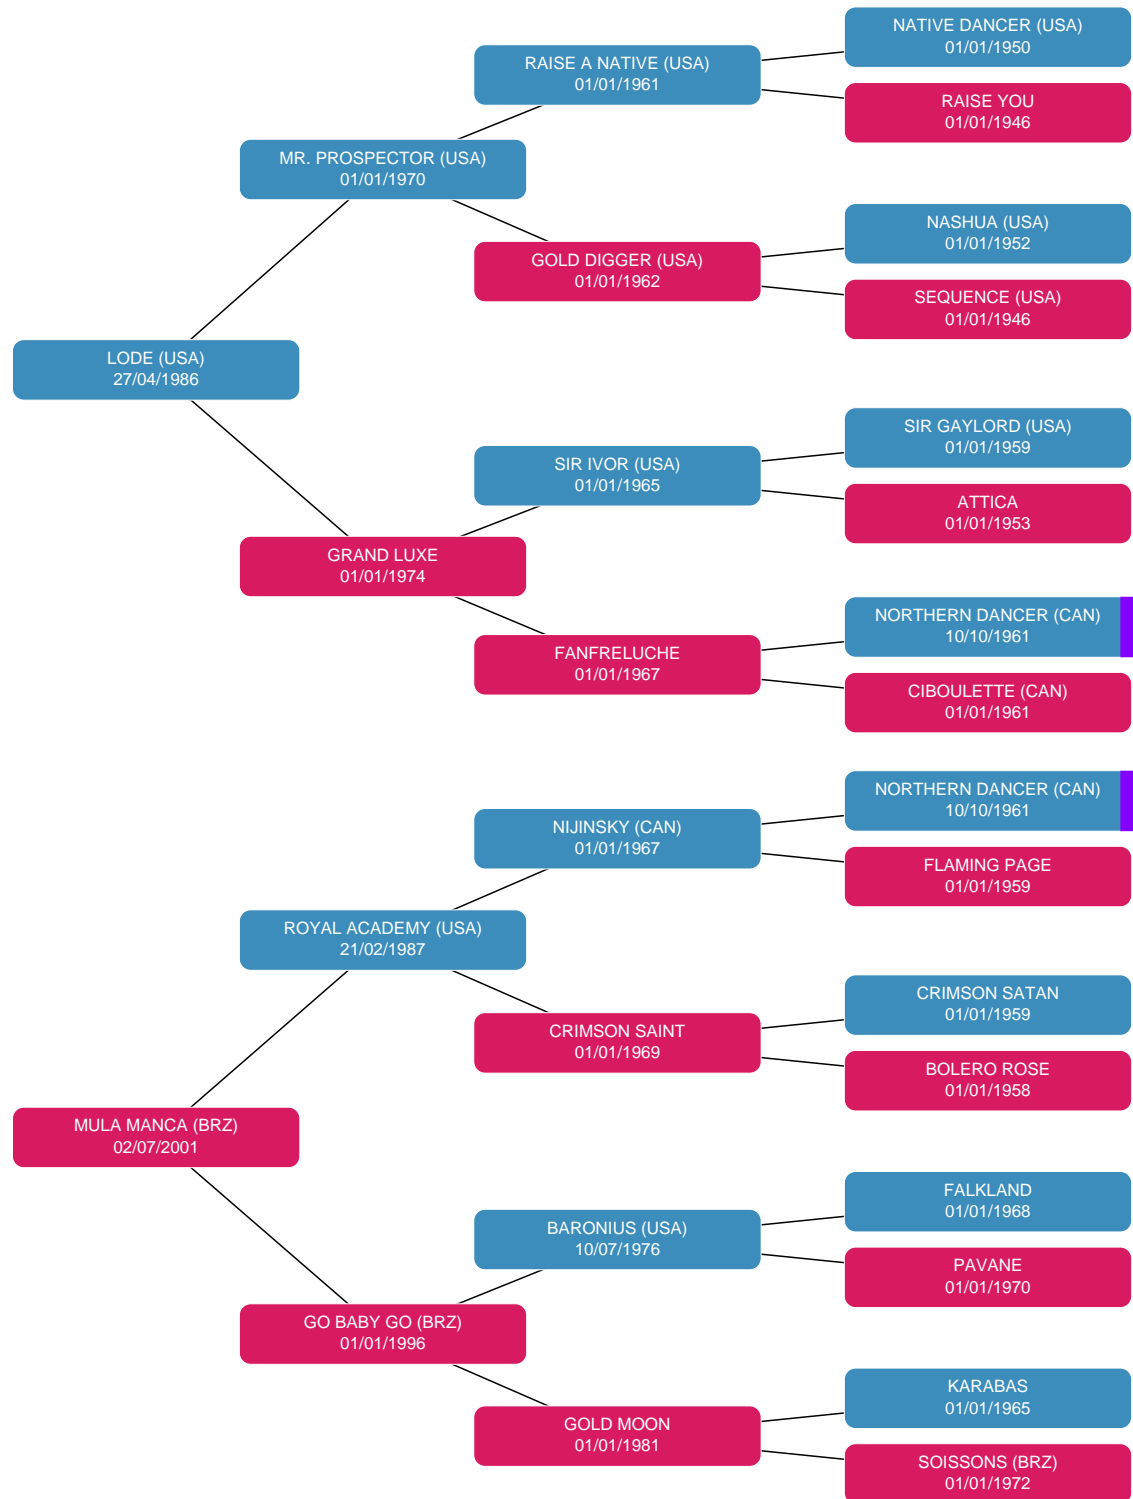 NATIVE DANCER (USA)
01/01/1950
RAISE A NATIVE (USA)
01/01/1961
RAISE YOU
01/01/1946
MR. PROSPECTOR (USA)
01/01/1970
NASHUA (USA)
01/01/1952
GOLD DIGGER (USA)
01/01/1962
SEQUENCE (USA)
01/01/1946
LODE (USA)
27/04/1986
SIR GAYLORD (USA)
01/01/1959
SIR IVOR (USA)
01/01/1965
ATTICA
01/01/1953
GRAND LUXE
01/01/1974
NORTHERN DANCER (CAN)
10/10/1961
FANFRELUCHE
01/01/1967
CIBOULETTE (CAN)
01/01/1961
NORTHERN DANCER (CAN)
10/10/1961
NIJINSKY (CAN)
01/01/1967
FLAMING PAGE
01/01/1959
ROYAL ACADEMY (USA)
21/02/1987
CRIMSON SATAN
01/01/1959
CRIMSON SAINT
01/01/1969
BOLERO ROSE
01/01/1958
MULA MANCA (BRZ)
02/07/2001
FALKLAND
01/01/1968
BARONIUS (USA)
10/07/1976
PAVANE
01/01/1970
GO BABY GO (BRZ)
01/01/1996
KARABAS
01/01/1965
GOLD MOON
01/01/1981
SOISSONS (BRZ)
01/01/1972